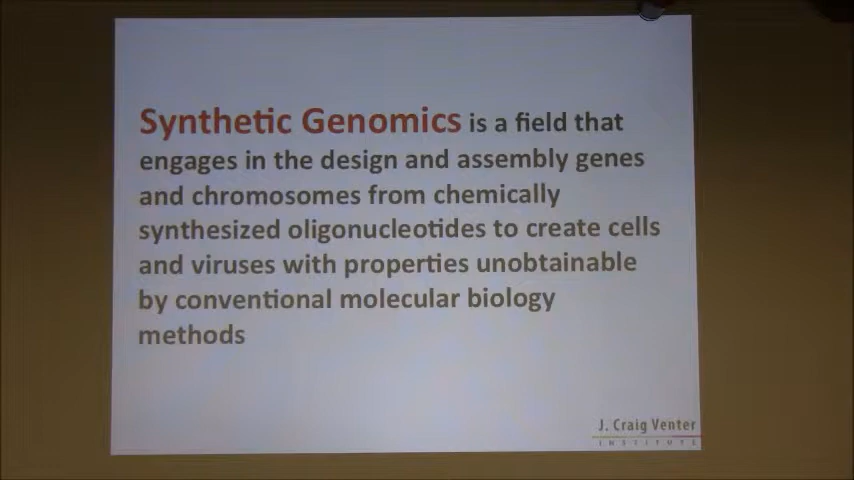 Synthetic Genomics is a field that
engages in the design and assembly genes
and chromosomes from chemically
synthesized oligonucleotides to create cells
and viruses with properties unobtainable
by conventional molecular biology
methods
J. Craig Venter
INSTITUTE